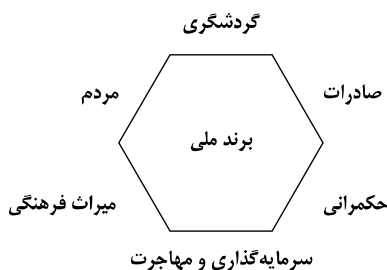 گردشگری
صادرات
مردم
برند ملی
حکمرانی
میراث فرهنگی
سرمایه‌گذاری و مهاجرت